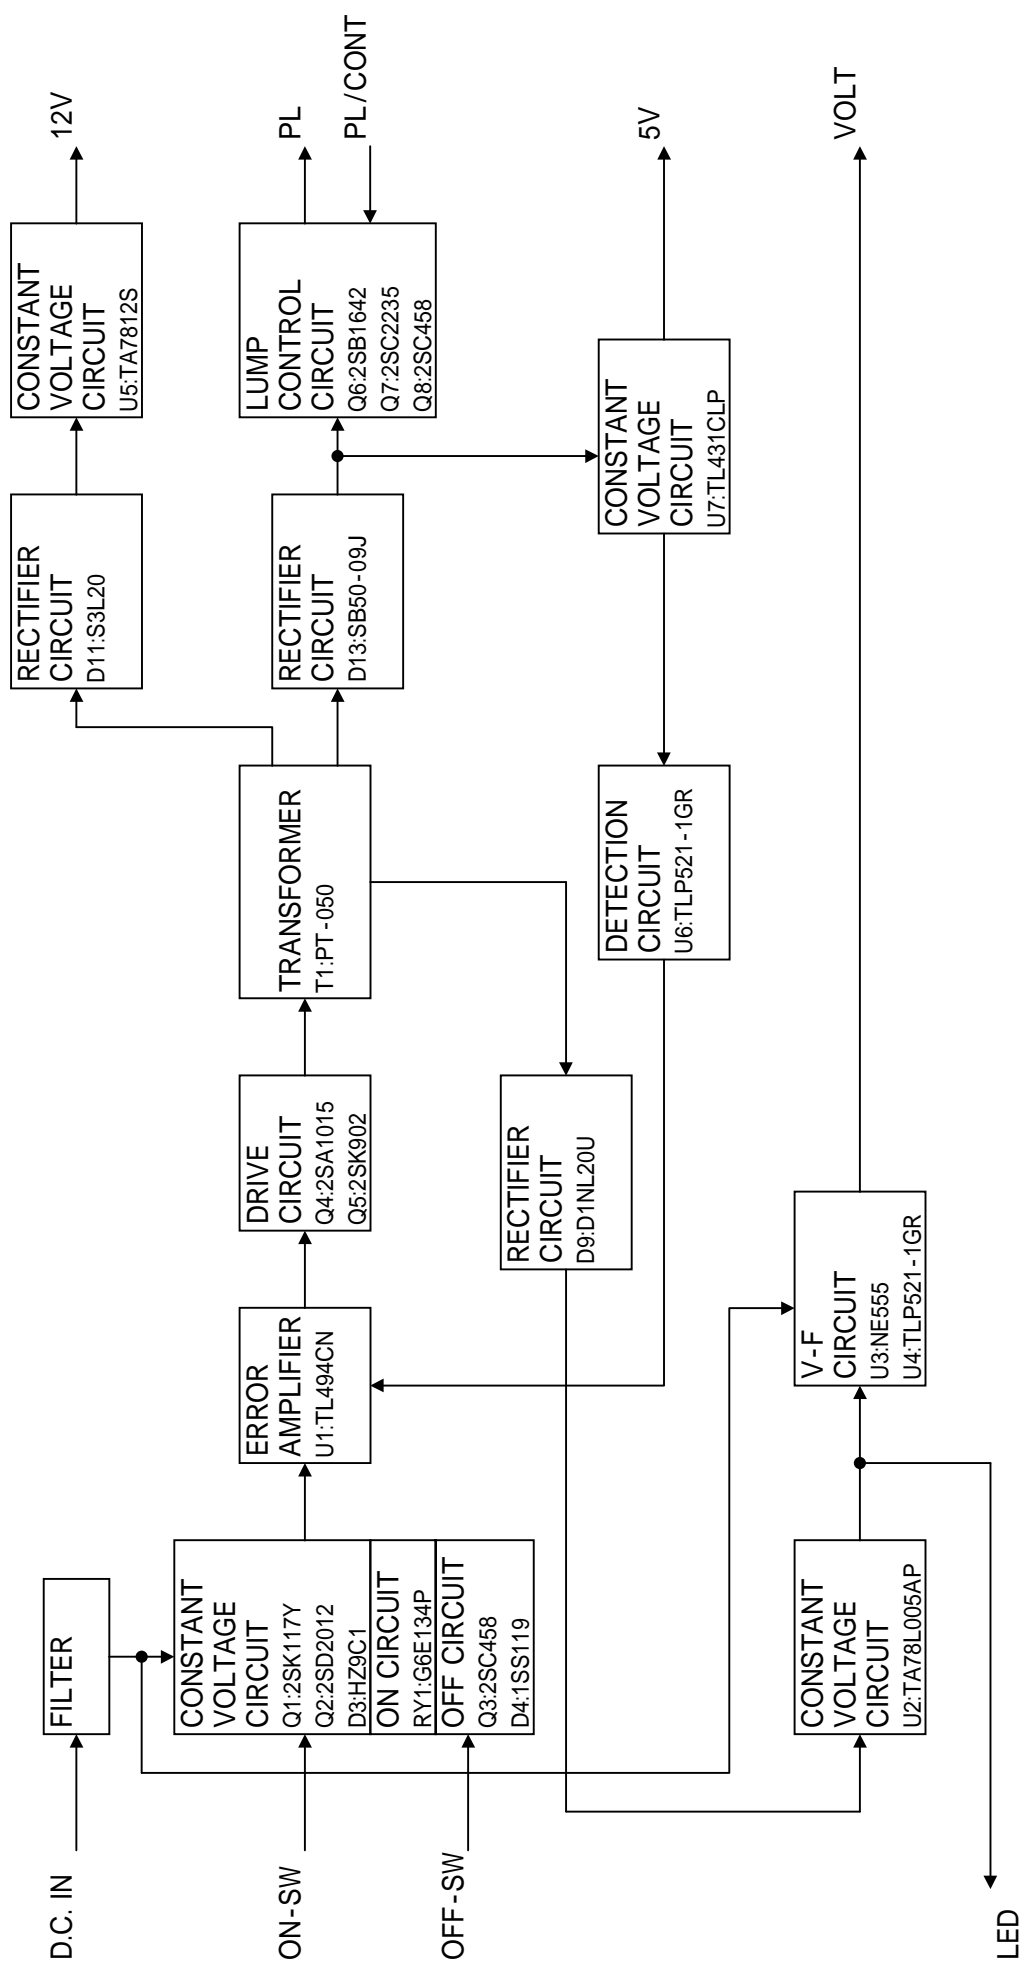 D.C. IN
FILTER
ON-SW
OFF-SW
CONSTANT
VOLTAGE
CIRCUIT
Q1:2SK117Y
Q2:2SD2012
D3:HZ9C1
ON CIRCUIT
RY1:G6E134P
OFF CIRCUIT
Q3:2SC458
D4:1SS119
ERROR
AMPLIFIER
U1:TL494CN
DRIVE
CIRCUIT
Q4:2SA1015
Q5:2SK902
TRANSFORMER
T1:PT-050
RECTIFIER
CIRCUIT
D11:S3L20
CONSTANT
VOLTAGE
CIRCUIT
U5:TA7812S
12V
RECTIFIER
CIRCUIT
D13:SB50-09J
LUMP
CONTROL
CIRCUIT
Q6:2SB1642
Q7:2SC2235
Q8:2SC458
PL
PL/CONT
RECTIFIER
CIRCUIT
D9:D1NL20U
DETECTION
CIRCUIT
U6:TLP521-1GR
CONSTANT
VOLTAGE
CIRCUIT
U7:TL431CLP
5V
CONSTANT
VOLTAGE
CIRCUIT
U2:TA78L005AP
V-F
CIRCUIT
U3:NE555
U4:TLP521-1GR
VOLT
LED